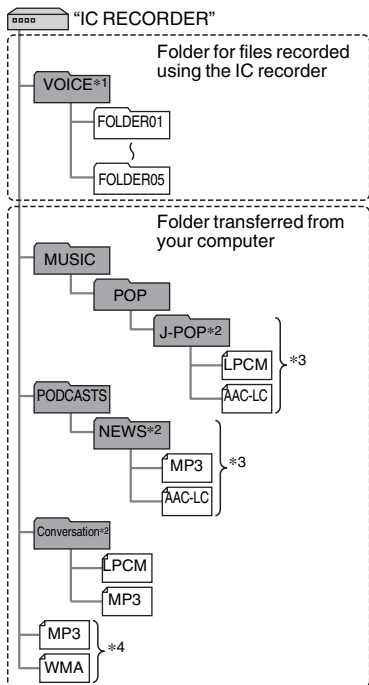 “IC RECORDER”
Folder for files recorded
using the IC recorder
VOICE*1
FOLDER01
FOLDER05
Folder transferred from
your computer
MUSIC
POP
J-POP*2
LPCM
*3
AAC-LC
PODCASTS
NEWS*2
MP3
*3
AAC-LC
Conversation*2
LPCM
MP3
MP3
*4
WMA